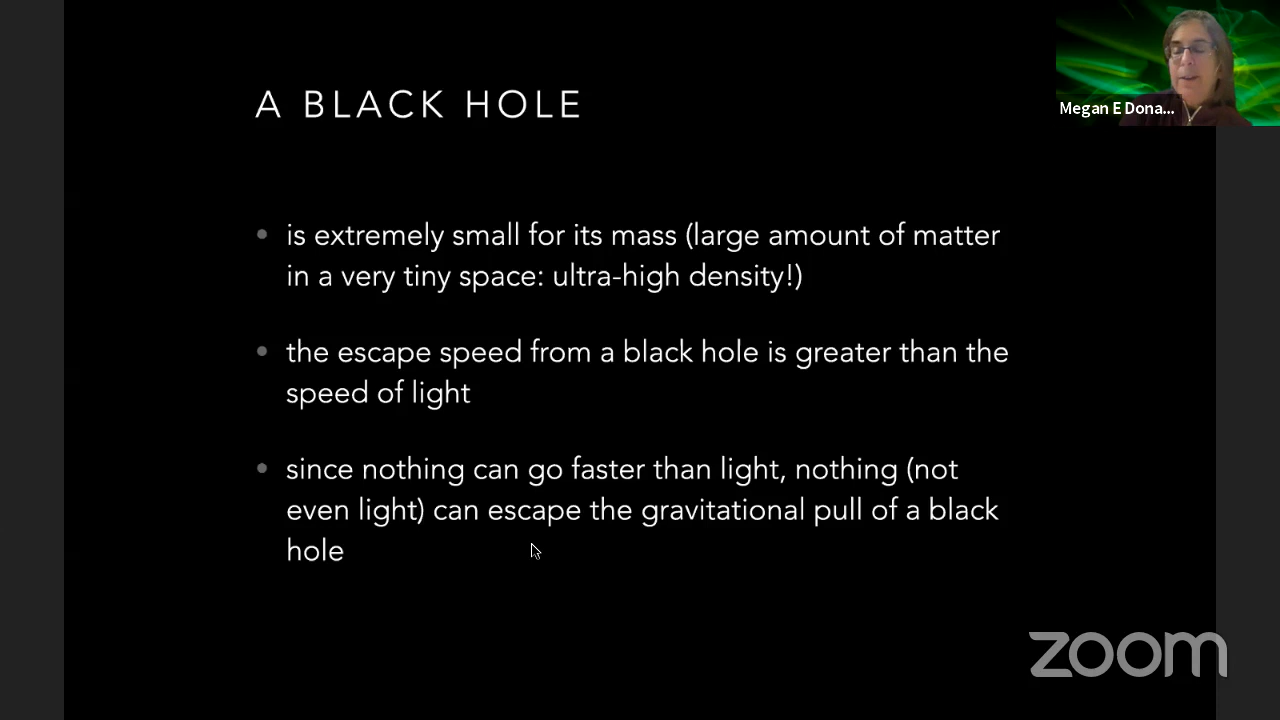 A BLACK HOLE
Megan E Dona...
• is extremely small for its mass (large amount of matter
in a very tiny space: ultra-high density!)
• the escape speed from a black hole is greater than the
speed of light
• since nothing can go faster than light, nothing (not
even light) can escape the gravitational pull of a black
hole
zoom